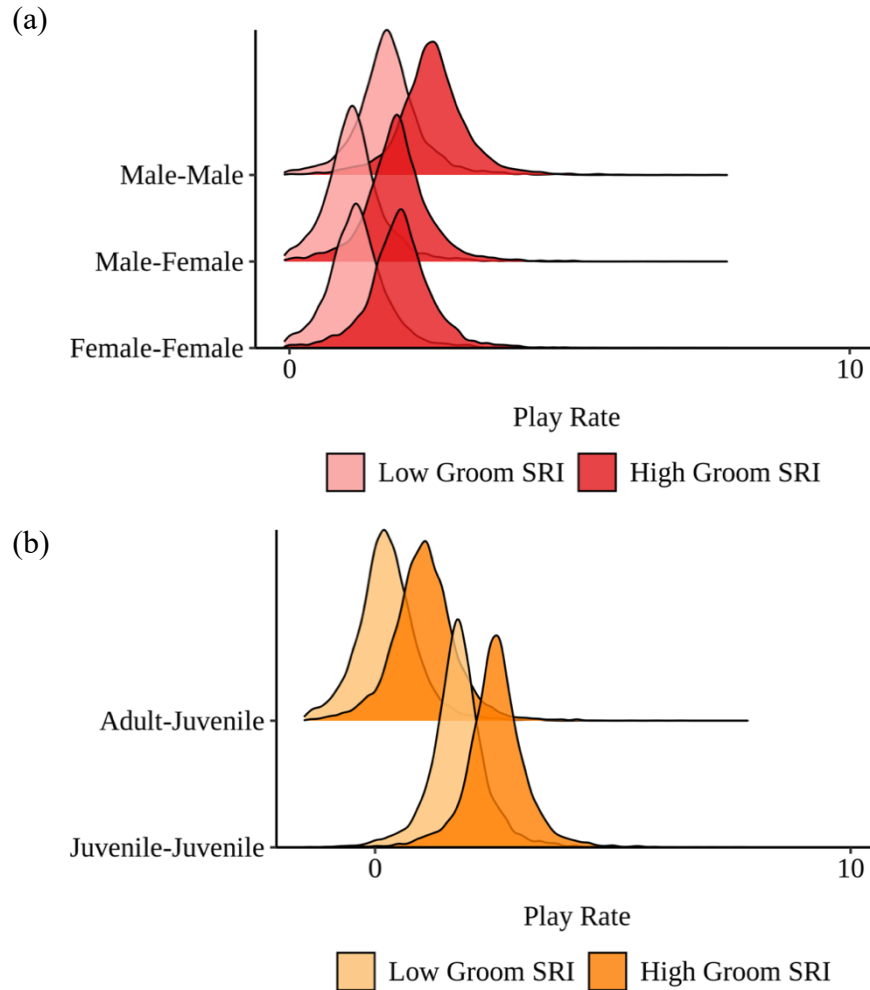 (a)
Male-Male
Male-Female
Female-Female
0 10
Play Rate
Low Groom SRI High Groom SRI
(b)
Adult-Juvenile
Juvenile-Juvenile
0 10
Play Rate
Low Groom SRI High Groom SRI